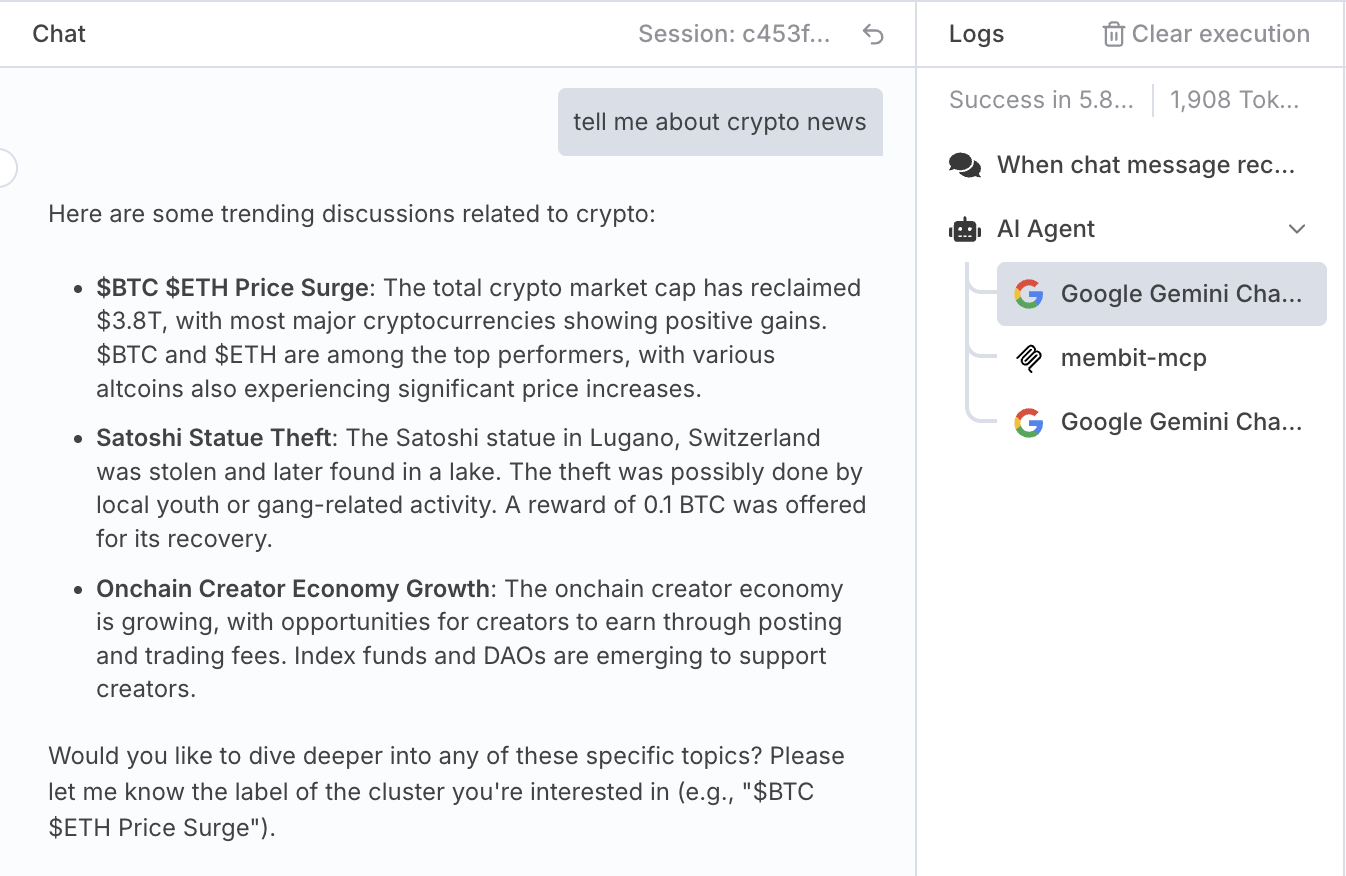 Chat
Session: c453f...
Logs
Clear execution
Success in 5.8...
1,908 Tok...
tell me about crypto news
When chat message rec...
AI Agent
Google Gemini Cha...
membit-mcp
Google Gemini Cha...
Here are some trending discussions related to crypto:
• $BTC $ETH Price Surge: The total crypto market cap has reclaimed
$3.8T, with most major cryptocurrencies showing positive gains.
$BTC and $ETH are among the top performers, with various
altcoins also experiencing significant price increases.
• Satoshi Statue Theft: The Satoshi statue in Lugano, Switzerland
was stolen and later found in a lake. The theft was possibly done by
local youth or gang-related activity. A reward of 0.1 BTC was offered
for its recovery.
• Onchain Creator Economy Growth: The onchain creator economy
is growing, with opportunities for creators to earn through posting
and trading fees. Index funds and DAOs are emerging to support
creators.
Would you like to dive deeper into any of these specific topics? Please
let me know the label of the cluster you're interested in (e.g., "$BTC
$ETH Price Surge").